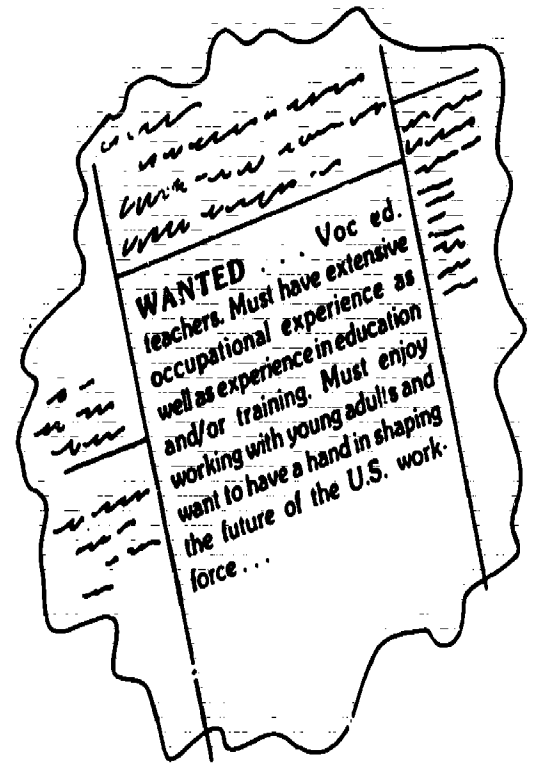 WANTED . . . Voc ed.
teachers. Must have extensive
occupational experience as
well as experience in education
and/or training. Must enjoy
working with young adults and
want to have a hand in shaping
the future of the U.S. work-
force . . .